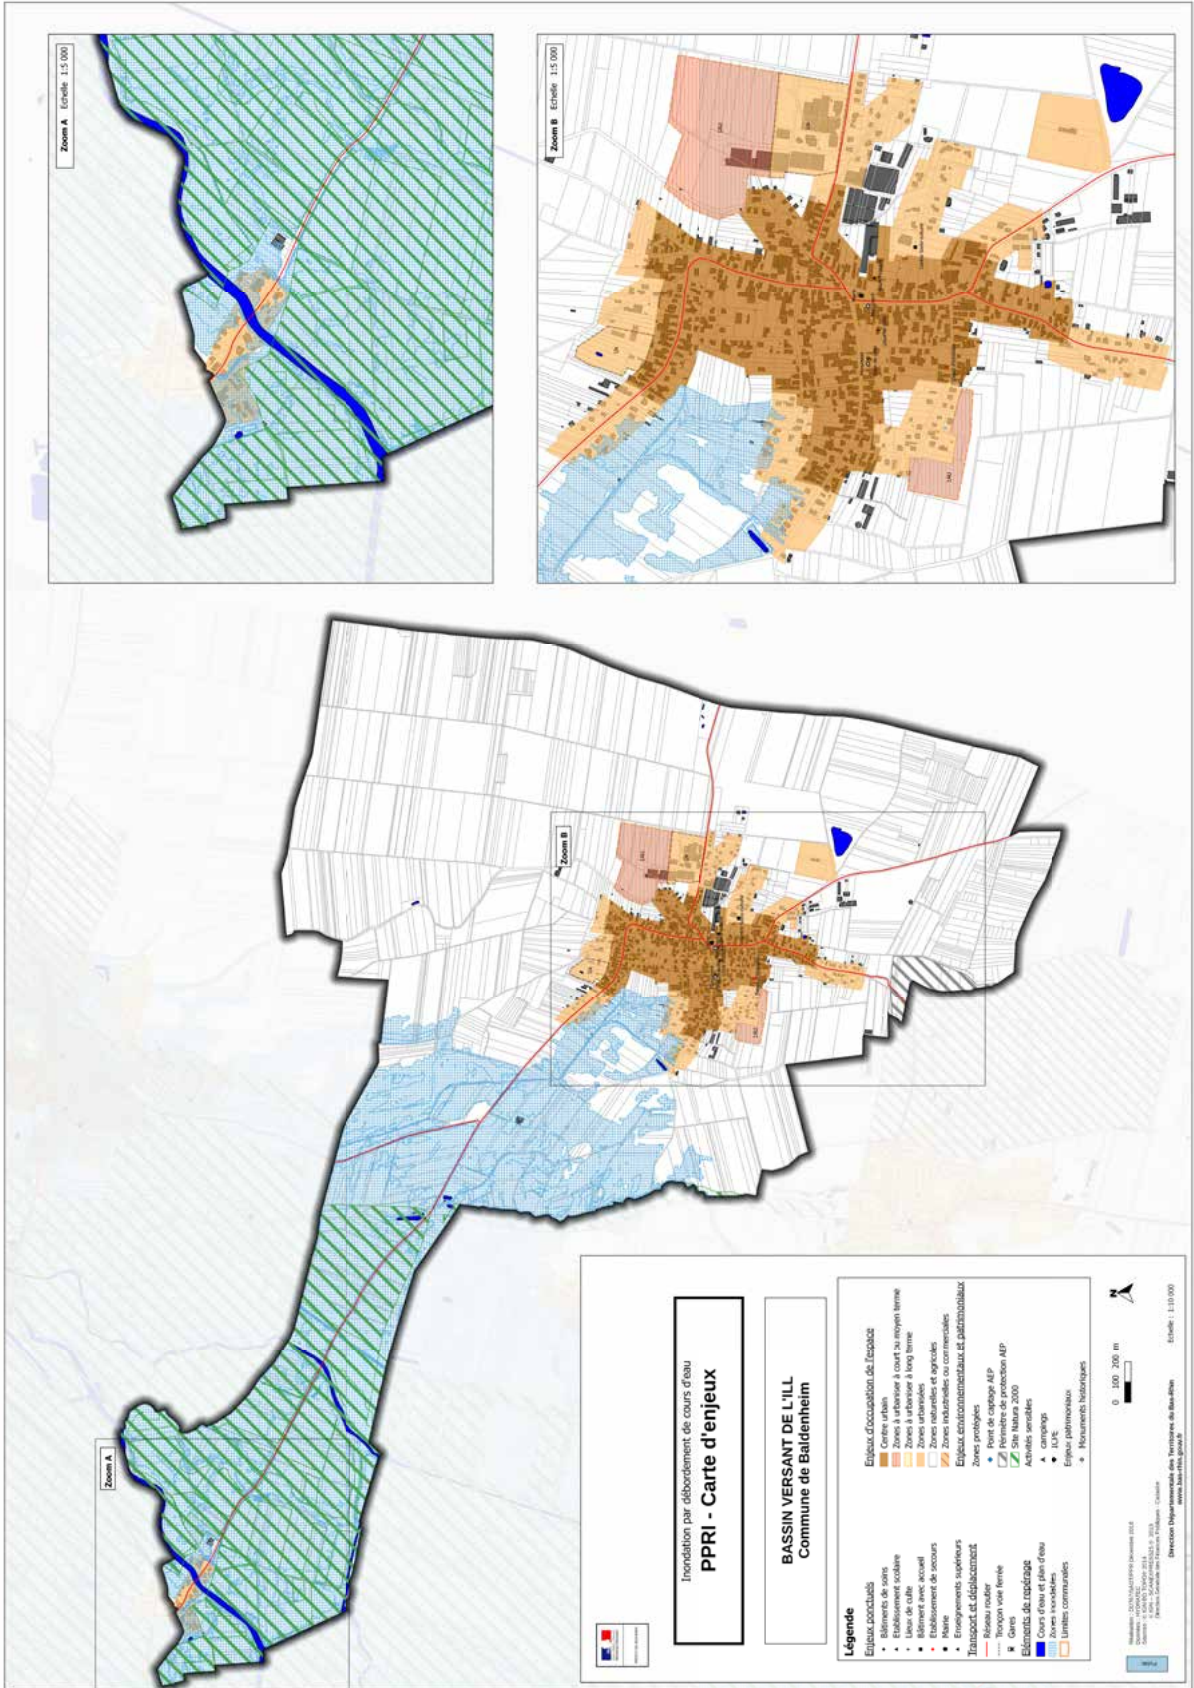 Zoom A Echelle 1:5 000
Zoom B Echelle 1:5 000
Zoom B
Zoom A
Inondation par débordement de cours d'eau
PPRI - Carte d'enjeux
BASSIN VERSANT DE L'ILL
Commune de Baldenheim
Légende
Enjeux ponctuels
Bâtiments de soins
Etablissement scolaire
Lieux de culte
Bâtiment avec accueil
Etablissement de secours
Mairie
Enseignements supérieurs
Transport et déplacement
Réseau routier
Tronçon voie ferrée
Gares
Eléments de repérage
Cours d'eau et plan d'eau
Zones inondables
Limites communales
Enjeux d'occupation de l'espace
Centre urbain
Zones à urbaniser à court ou moyen terme
Zones à urbaniser à long terme
Zones urbanisées
Zones naturelles et agricoles
Zones industrielles ou commerciales
Enjeux environnementaux et patrimoniaux
Zones protégées
Point de captage AEP
Périmètre de protection AEP
Site Natura 2000
Activités sensibles
campings
ICPE
Enjeux patrimoniaux
Monuments historiques
N
0 100 200 m
Direction Départementale des Territoires du Bas-Rhin
www.bas-rhin.gouv.fr
Echelle : 1:10 000